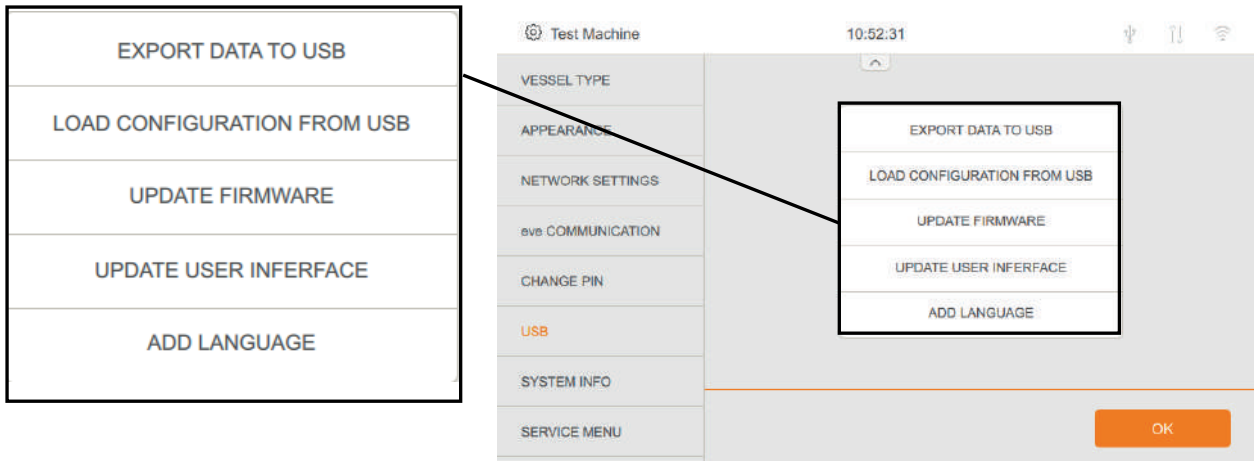 EXPORT DATA TO USB
LOAD CONFIGURATION FROM USB
UPDATE FIRMWARE
UPDATE USER INFERFACE
ADD LANGUAGE
Test Machine 10:52:31
VESSEL TYPE
APPEARANCE
NETWORK SETTINGS
eve COMMUNICATION
CHANGE PIN
USB
SYSTEM INFO
SERVICE MENU
EXPORT DATA TO USB
LOAD CONFIGURATION FROM USB
UPDATE FIRMWARE
UPDATE USER INFERFACE
ADD LANGUAGE
OK